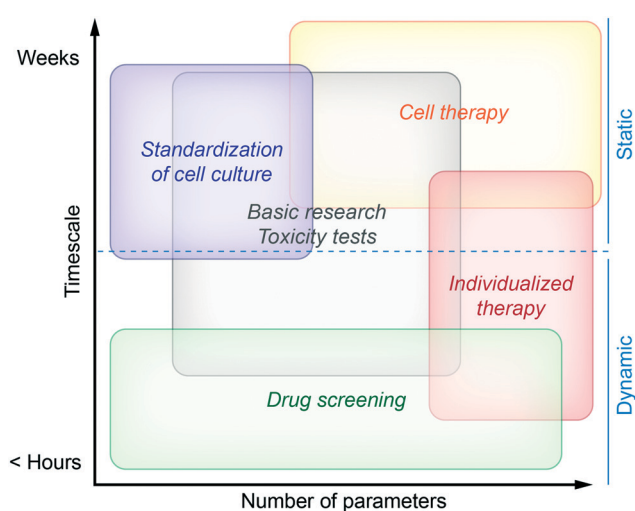 Weeks
Cell therapy
Static
Standardization
of cell culture
Basic research
Toxicity tests
Timescale
Individualized
therapy
Dynamic
Drug screening
< Hours
Number of parameters